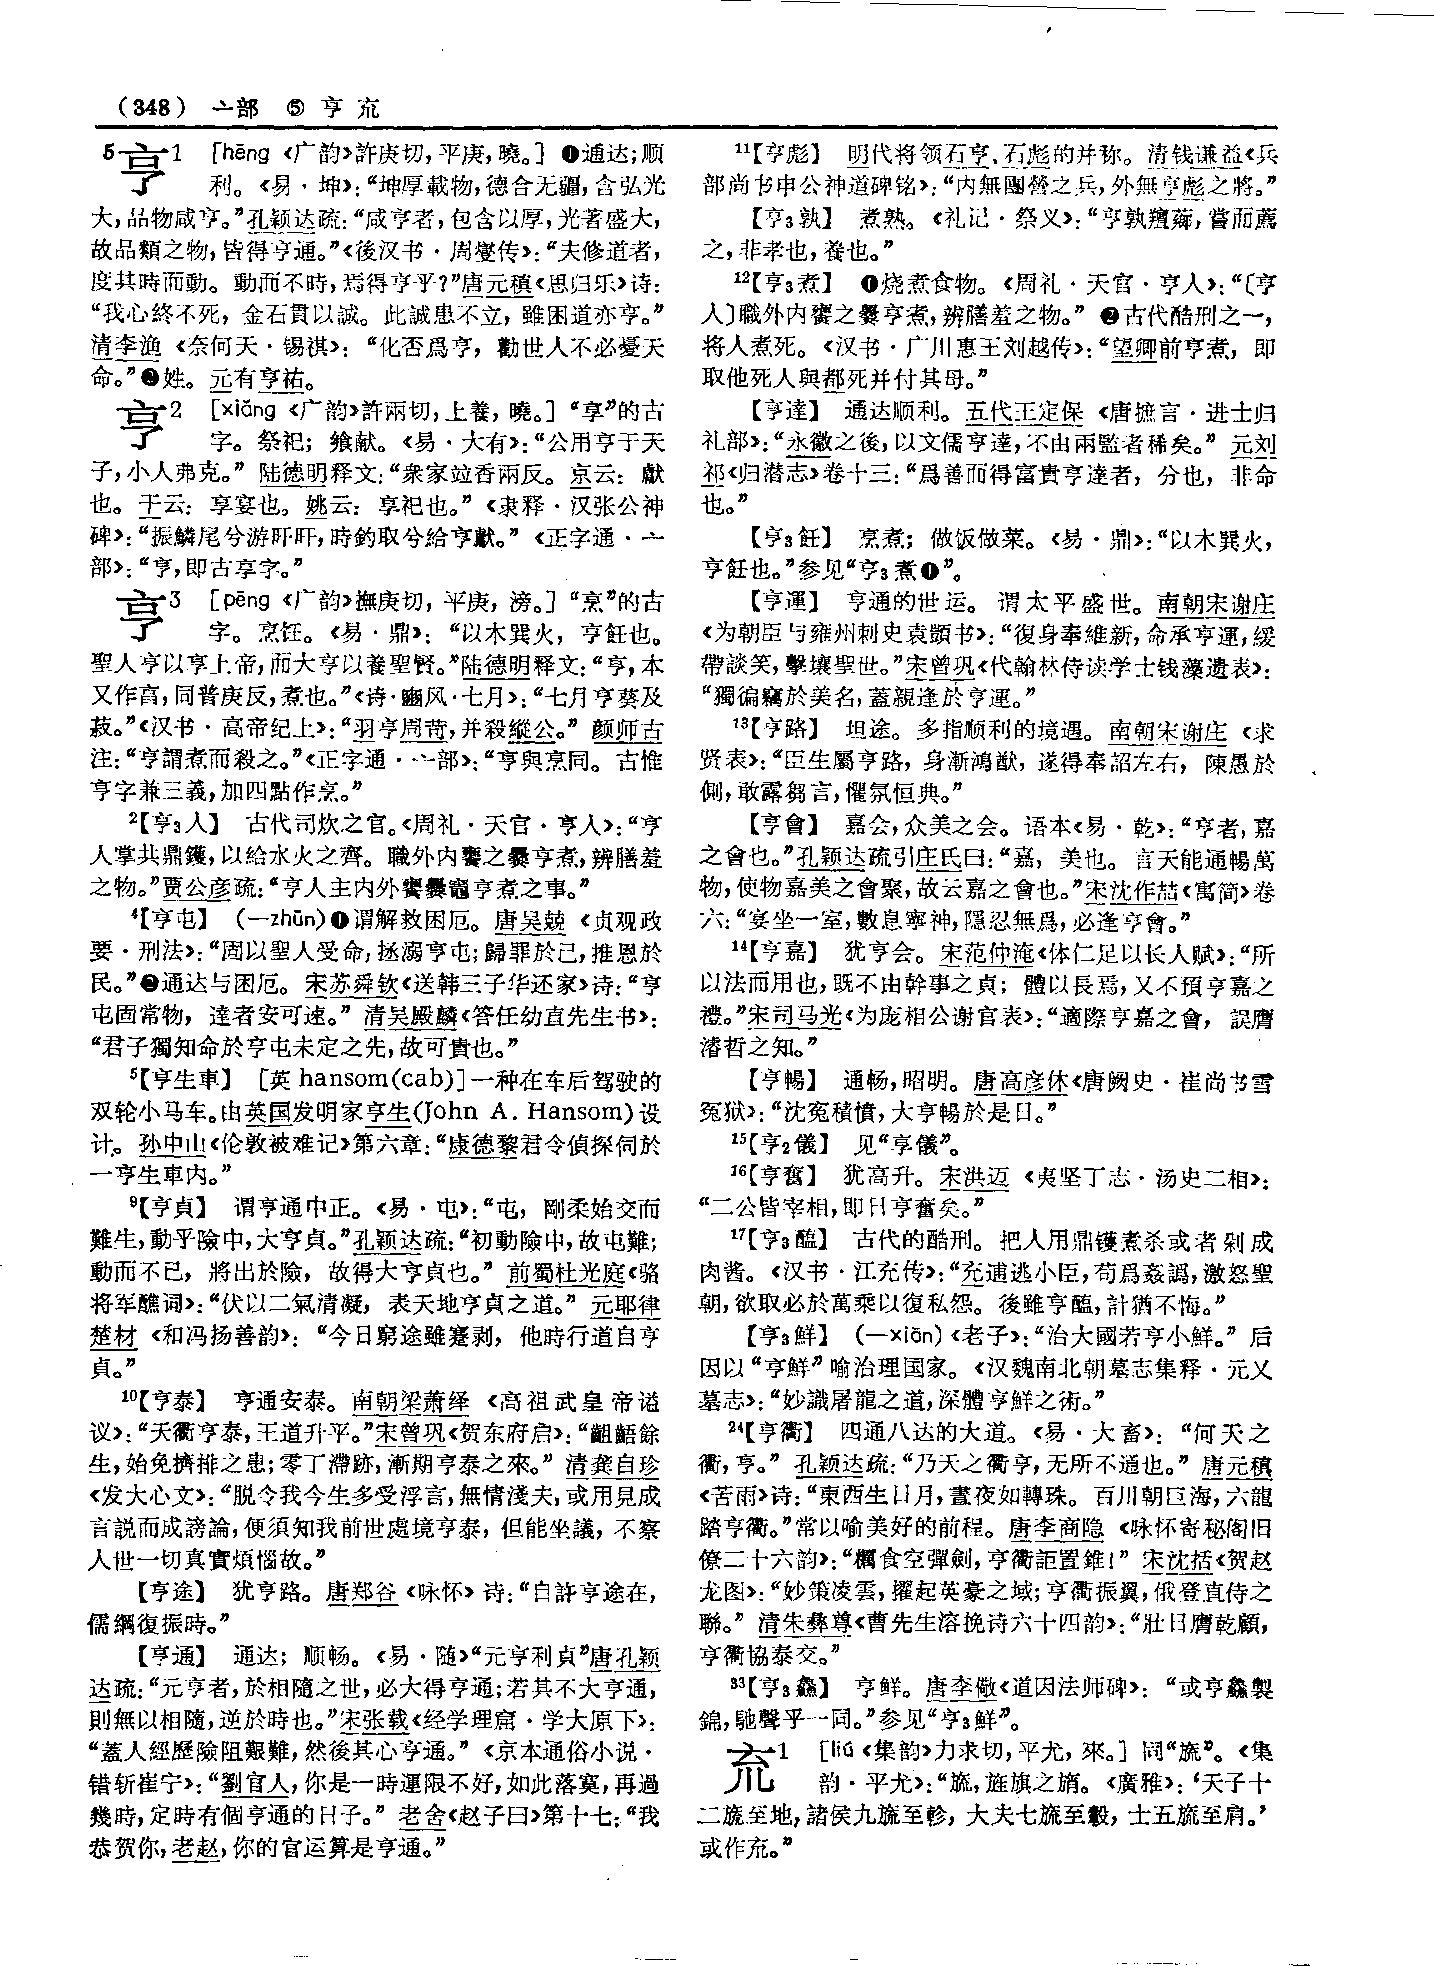 (348) 亠部 ⑤ 亨㐬
5亨1 [hēng《广韵》許庚切,平庚,曉。] ❶通达;顺
利。《易·坤》:“坤厚載物,德合无疆,含弘光
大,品物咸亨。”孔颖达疏:“咸亨者,包含以厚,光著盛大,
故品類之物,皆得亨通。”《後汉书·周燮传》:“夫修道者,
度其時而動。動而不時,焉得亨乎?”唐元稹《思归乐》诗:
“我心終不死,金石貫以誠。此誠患不立,雖困道亦亨。”
清李渔《奈何天·锡祺》:“化否爲亨,勸世人不必憂天
命。”❷姓。元有亨祐。
亨2 [xiǎng《广韵》許兩切,上養,曉。]“享”的古
字。祭祀;飨献。《易·大有》:“公用亨于天
子,小人弗克。”陆德明释文:“衆家竝香兩反。京云:獻
也。干云:享宴也。姚云:享祀也。”《隶释·汉张公神
碑》:“振鱗尾兮游旰旰,時釣取兮給亨獻。”《正字通·亠
部》:“亨,即古享字。”
亨3 [pēng《广韵》撫庚切,平庚,滂。]“烹”的古
字。烹饪。《易·鼎》:“以木巽火,亨飪也。
聖人亨以享上帝,而大亨以養聖賢。”陆德明释文:“亨,本
又作亯,同普庚反,煮也。”《诗·豳风·七月》:“七月亨葵及
菽。”《汉书·高帝纪上》:“羽亨周苛,并殺縱公。”颜师古
注:“亨謂煮而殺之。”《正字通·亠部》:“亨與烹同。古惟
亨字兼三義,加四點作烹。”
2【亨3人】 古代司炊之官。《周礼·天官·亨人》:“亨
人掌共鼎鑊,以給水火之齊。職外内饔之爨亨煮,辨膳羞
之物。”贾公彦疏:“亨人主内外饔爨竈亨煮之事。”
4【亨屯】 (—zhūn)❶谓解救困厄。唐吴兢《贞观政
要·刑法》:“固以聖人受命,拯溺亨屯;歸罪於己,推恩於
民。”❷通达与困厄。宋苏舜钦《送韩三子华还家》诗:“亨
屯固常物,達者安可速。”清吴殿麟《答任幼直先生书》:
“君子獨知命於亨屯未定之先,故可貴也。”
5【亨生車】 [英 hansom(cab)]一种在车后驾驶的
双轮小马车。由英国发明家亨生(John A. Hansom)设
计。孙中山《伦敦被难记》第六章:“康德黎君令偵探伺於
一亨生車内。”
9【亨貞】 谓亨通中正。《易·屯》:“屯,剛柔始交而
難生,動乎險中,大亨貞。”孔颖达疏:“初動險中,故屯難;
動而不已,將出於險,故得大亨貞也。”前蜀杜光庭《骆
将军醮词》:“伏以二氣清凝,表天地亨貞之道。”元耶律
楚材《和冯扬善韵》:“今日窮途雖蹇剥,他時行道自亨
貞。”
10【亨泰】 亨通安泰。南朝梁萧绎《高祖武皇帝谥
议》:“天衢亨泰,王道升平。”宋曾巩《贺东府启》:“齟齬餘
生,始免擠排之患;零丁滯跡,漸期亨泰之來。”清龚自珍
《发大心文》:“脱令我今生多受浮言,無情淺夫,或用見成
言説而成謗論,便須知我前世處境亨泰,但能坐議,不察
人世一切真實煩惱故。”
【亨途】 犹亨路。唐郑谷《咏怀》诗:“自許亨途在,
儒綱復振時。”
【亨通】 通达;顺畅。《易·随》“元亨利貞”唐孔颖
达疏:“元亨者,於相隨之世,必大得亨通;若其不大亨通,
則無以相隨,逆於時也。”宋张载《经学理窟·学大原下》:
“蓋人經歷險阻艱難,然後其心亨通。”《京本通俗小说·
错斩崔宁》:“劉官人,你是一時運限不好,如此落寞,再過
幾時,定時有個亨通的日子。”老舍《赵子曰》第十七:“我
恭贺你,老赵,你的官运算是亨通。”
11【亨彪】 明代将领石亨、石彪的并称。清钱谦益《兵
部尚书申公神道碑铭》:“内無團營之兵,外無亨彪之將。”
【亨3孰】 煮熟。《礼记·祭义》:“亨孰羶薌,嘗而薦
之,非孝也,養也。”
12【亨3煮】 ❶烧煮食物。《周礼·天官·亨人》:“〔亨
人〕職外内饔之爨亨煮,辨膳羞之物。”❷古代酷刑之一,
将人煮死。《汉书·广川惠王刘越传》:“望卿前亨煮,即
取他死人與都死并付其母。”
【亨達】 通达顺利。五代王定保《唐摭言·进士归
礼部》:“永徽之後,以文儒亨達,不由兩監者稀矣。”元刘
祁《归潜志》卷十三:“爲善而得富貴亨達者,分也,非命
也。”
【亨3飪】 烹煮;做饭做菜。《易·鼎》:“以木巽火,
亨飪也。”参见“亨3煮❶”。
【亨運】 亨通的世运。谓太平盛世。南朝宋谢庄
《为朝臣与雍州刺史袁顗书》:“復身奉維新,命承亨運,緩
帶談笑,擊壤聖世。”宋曾巩《代翰林侍读学士钱藻遗表》:
“獨徧竊於美名,蓋親逢於亨運。”
13【亨路】 坦途。多指顺利的境遇。南朝宋谢庄《求
贤表》:“臣生屬亨路,身漸鴻猷,遂得奉詔左右,陳愚於
側,敢露芻言,懼氛恒典。”
【亨會】 嘉会,众美之会。语本《易·乾》:“亨者,嘉
之會也。”孔颖达疏引庄氏曰:“嘉,美也。言天能通暢萬
物,使物嘉美之會聚,故云嘉之會也。”宋沈作喆《寓简》卷
六:“宴坐一室,數息寧神,隱忍無爲,必逢亨會。”
14【亨嘉】 犹亨会。宋范仲淹《体仁足以长人赋》:“所
以法而用也,既不由幹事之貞;體以長焉,又不預亨嘉之
禮。”宋司马光《为庞相公谢官表》:“適際亨嘉之會,誤膺
濬哲之知。”
【亨暢】 通畅,昭明。唐高彦休《唐阙史·崔尚书雪
冤狱》:“沈冤積憤,大亨暢於是日。”
15【亨2儀】 见“享儀”。
16【亨奮】 犹高升。宋洪迈《夷坚丁志·汤史二相》:
“二公皆宰相,即日亨奮矣。”
17【亨3醢】 古代的酷刑。把人用鼎镬煮杀或者剁成
肉酱。《汉书·江充传》:“充逋逃小臣,苟爲姦譌,激怒聖
朝,欲取必於萬乘以復私怨。後雖亨醢,計猶不悔。”
【亨3鮮】 (—xiān)《老子》:“治大國若亨小鮮。”后
因以“亨鮮”喻治理国家。《汉魏南北朝墓志集释·元乂
墓志》:“妙識屠龍之道,深體亨鮮之術。”
24【亨衢】 四通八达的大道。《易·大畜》:“何天之
衢,亨。”孔颖达疏:“乃天之衢亨,无所不通也。”唐元稹
《苦雨》诗:“東西生日月,晝夜如轉珠。百川朝巨海,六龍
踏亨衢。”常以喻美好的前程。唐李商隐《咏怀寄秘阁旧
僚二十六韵》:“櫔食空彈劍,亨衢詎置錐!”宋沈括《贺赵
龙图》:“妙策凌雲,擢起英豪之域;亨衢振翼,俄登直侍之
聯。”清朱彝尊《曹先生溶挽诗六十四韵》:“壯日膺乾顧,
亨衢協泰交。”
33【亨3鱻】 亨鲜。唐李儼《道因法师碑》:“或亨鱻製
錦,馳聲乎一同。”参见“亨3鮮”。
㐬1 [liú《集韵》力求切,平尤,來。]同“旒”。《集
韵·平尤》:“旒,旌旗之旒。《廣雅》:‘天子十
二旒至地,諸侯九旒至軫,大夫七旒至轂,士五旒至肩。’
或作㐬。”